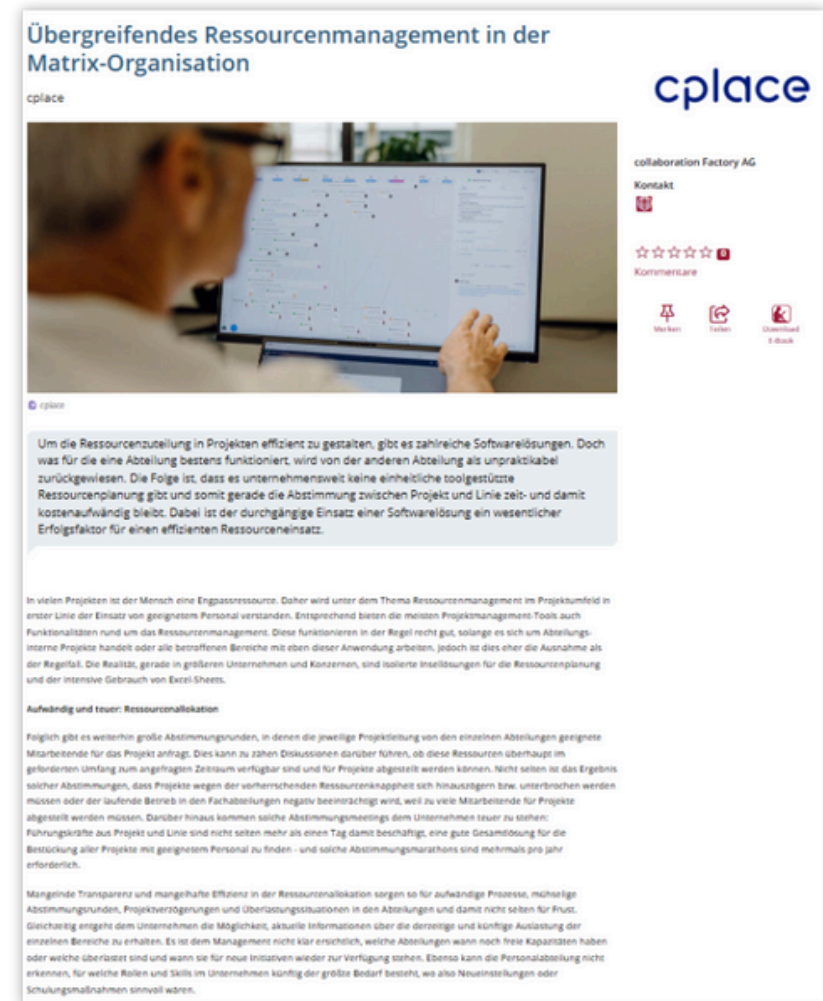 Übergreifendes Ressourcenmanagement in der
Matrix-Organisation
cplace
cplace
collaboration Factory AG
Kontakt
0
Kommentare
Merken
Teilen
Download
E-Book
cplace
Um die Ressourcenzuteilung in Projekten effizient zu gestalten, gibt es zahlreiche Softwarelösungen. Doch
was für die eine Abteilung bestens funktioniert, wird von der anderen Abteilung als unpraktikabel
zurückgewiesen. Die Folge ist, dass es unternehmensweit keine einheitliche toolgestützte
Ressourcenplanung gibt und somit gerade die Abstimmung zwischen Projekt und Linie zeit- und damit
kostenaufwändig bleibt. Dabei ist der durchgängige Einsatz einer Softwarelösung ein wesentlicher
Erfolgsfaktor für einen effizienten Ressourceneinsatz.
In vielen Projekten ist der Mensch eine Engpassressource. Daher wird unter dem Thema Ressourcenmanagement im Projektumfeld in
erster Linie der Einsatz von geeignetem Personal verstanden. Entsprechend bieten die meisten Projektmanagement-Tools auch
Funktionalitäten rund um das Ressourcenmanagement. Diese funktionieren in der Regel recht gut, solange es sich um Abteilungs-
interne Projekte handelt oder alle betroffenen Bereiche mit eben dieser Anwendung arbeiten. Jedoch ist dies eher die Ausnahme als
der Regelfall. Die Realität, gerade in größeren Unternehmen und Konzernen, sind isolierte Insellösungen für die Ressourcenplanung
und der intensive Gebrauch von Excel-Sheets.
Aufwändig und teuer: Ressourcenallokation
Folglich gibt es weiterhin große Abstimmungsrunden, in denen die jeweilige Projektleitung von den einzelnen Abteilungen geeignete
Mitarbeitende für das Projekt anfragt. Dies kann zu zähen Diskussionen darüber führen, ob diese Ressourcen überhaupt im
geforderten Umfang zum angefragten Zeitraum verfügbar sind und für Projekte abgestellt werden können. Nicht selten ist das Ergebnis
solcher Abstimmungen, dass Projekte wegen der vorherrschenden Ressourcenknappheit sich hinauszögern bzw. unterbrochen werden
müssen oder der laufende Betrieb in den Fachabteilungen negativ beeinträchtigt wird, weil zu viele Mitarbeitende für Projekte
abgestellt werden müssen. Darüber hinaus kommen solche Abstimmungsmeetings dem Unternehmen teuer zu stehen:
Führungskräfte aus Projekt und Linie sind nicht selten mehr als einen Tag damit beschäftigt, eine gute Gesamtlösung für die
Bestückung aller Projekte mit geeignetem Personal zu finden - und solche Abstimmungsmarathons sind mehrmals pro Jahr
erforderlich.
Mangelnde Transparenz und mangelhafte Effizienz in der Ressourcenallokation sorgen so für aufwändige Prozesse, mühselige
Abstimmungsrunden, Projektverzögerungen und Überlastungssituationen in den Abteilungen und damit nicht selten für Frust.
Gleichzeitig entgeht dem Unternehmen die Möglichkeit, aktuelle Informationen über die derzeitige und künftige Auslastung der
einzelnen Bereiche zu erhalten. Es ist dem Management nicht klar ersichtlich, welche Abteilungen wann noch freie Kapazitäten haben
oder welche überlastet sind und wann sie für neue Initiativen wieder zur Verfügung stehen. Ebenso kann die Personalabteilung nicht
erkennen, für welche Rollen und Skills im Unternehmen künftig der größte Bedarf besteht, wo also Neueinstellungen oder
Schulungsmaßnahmen sinnvoll wären.